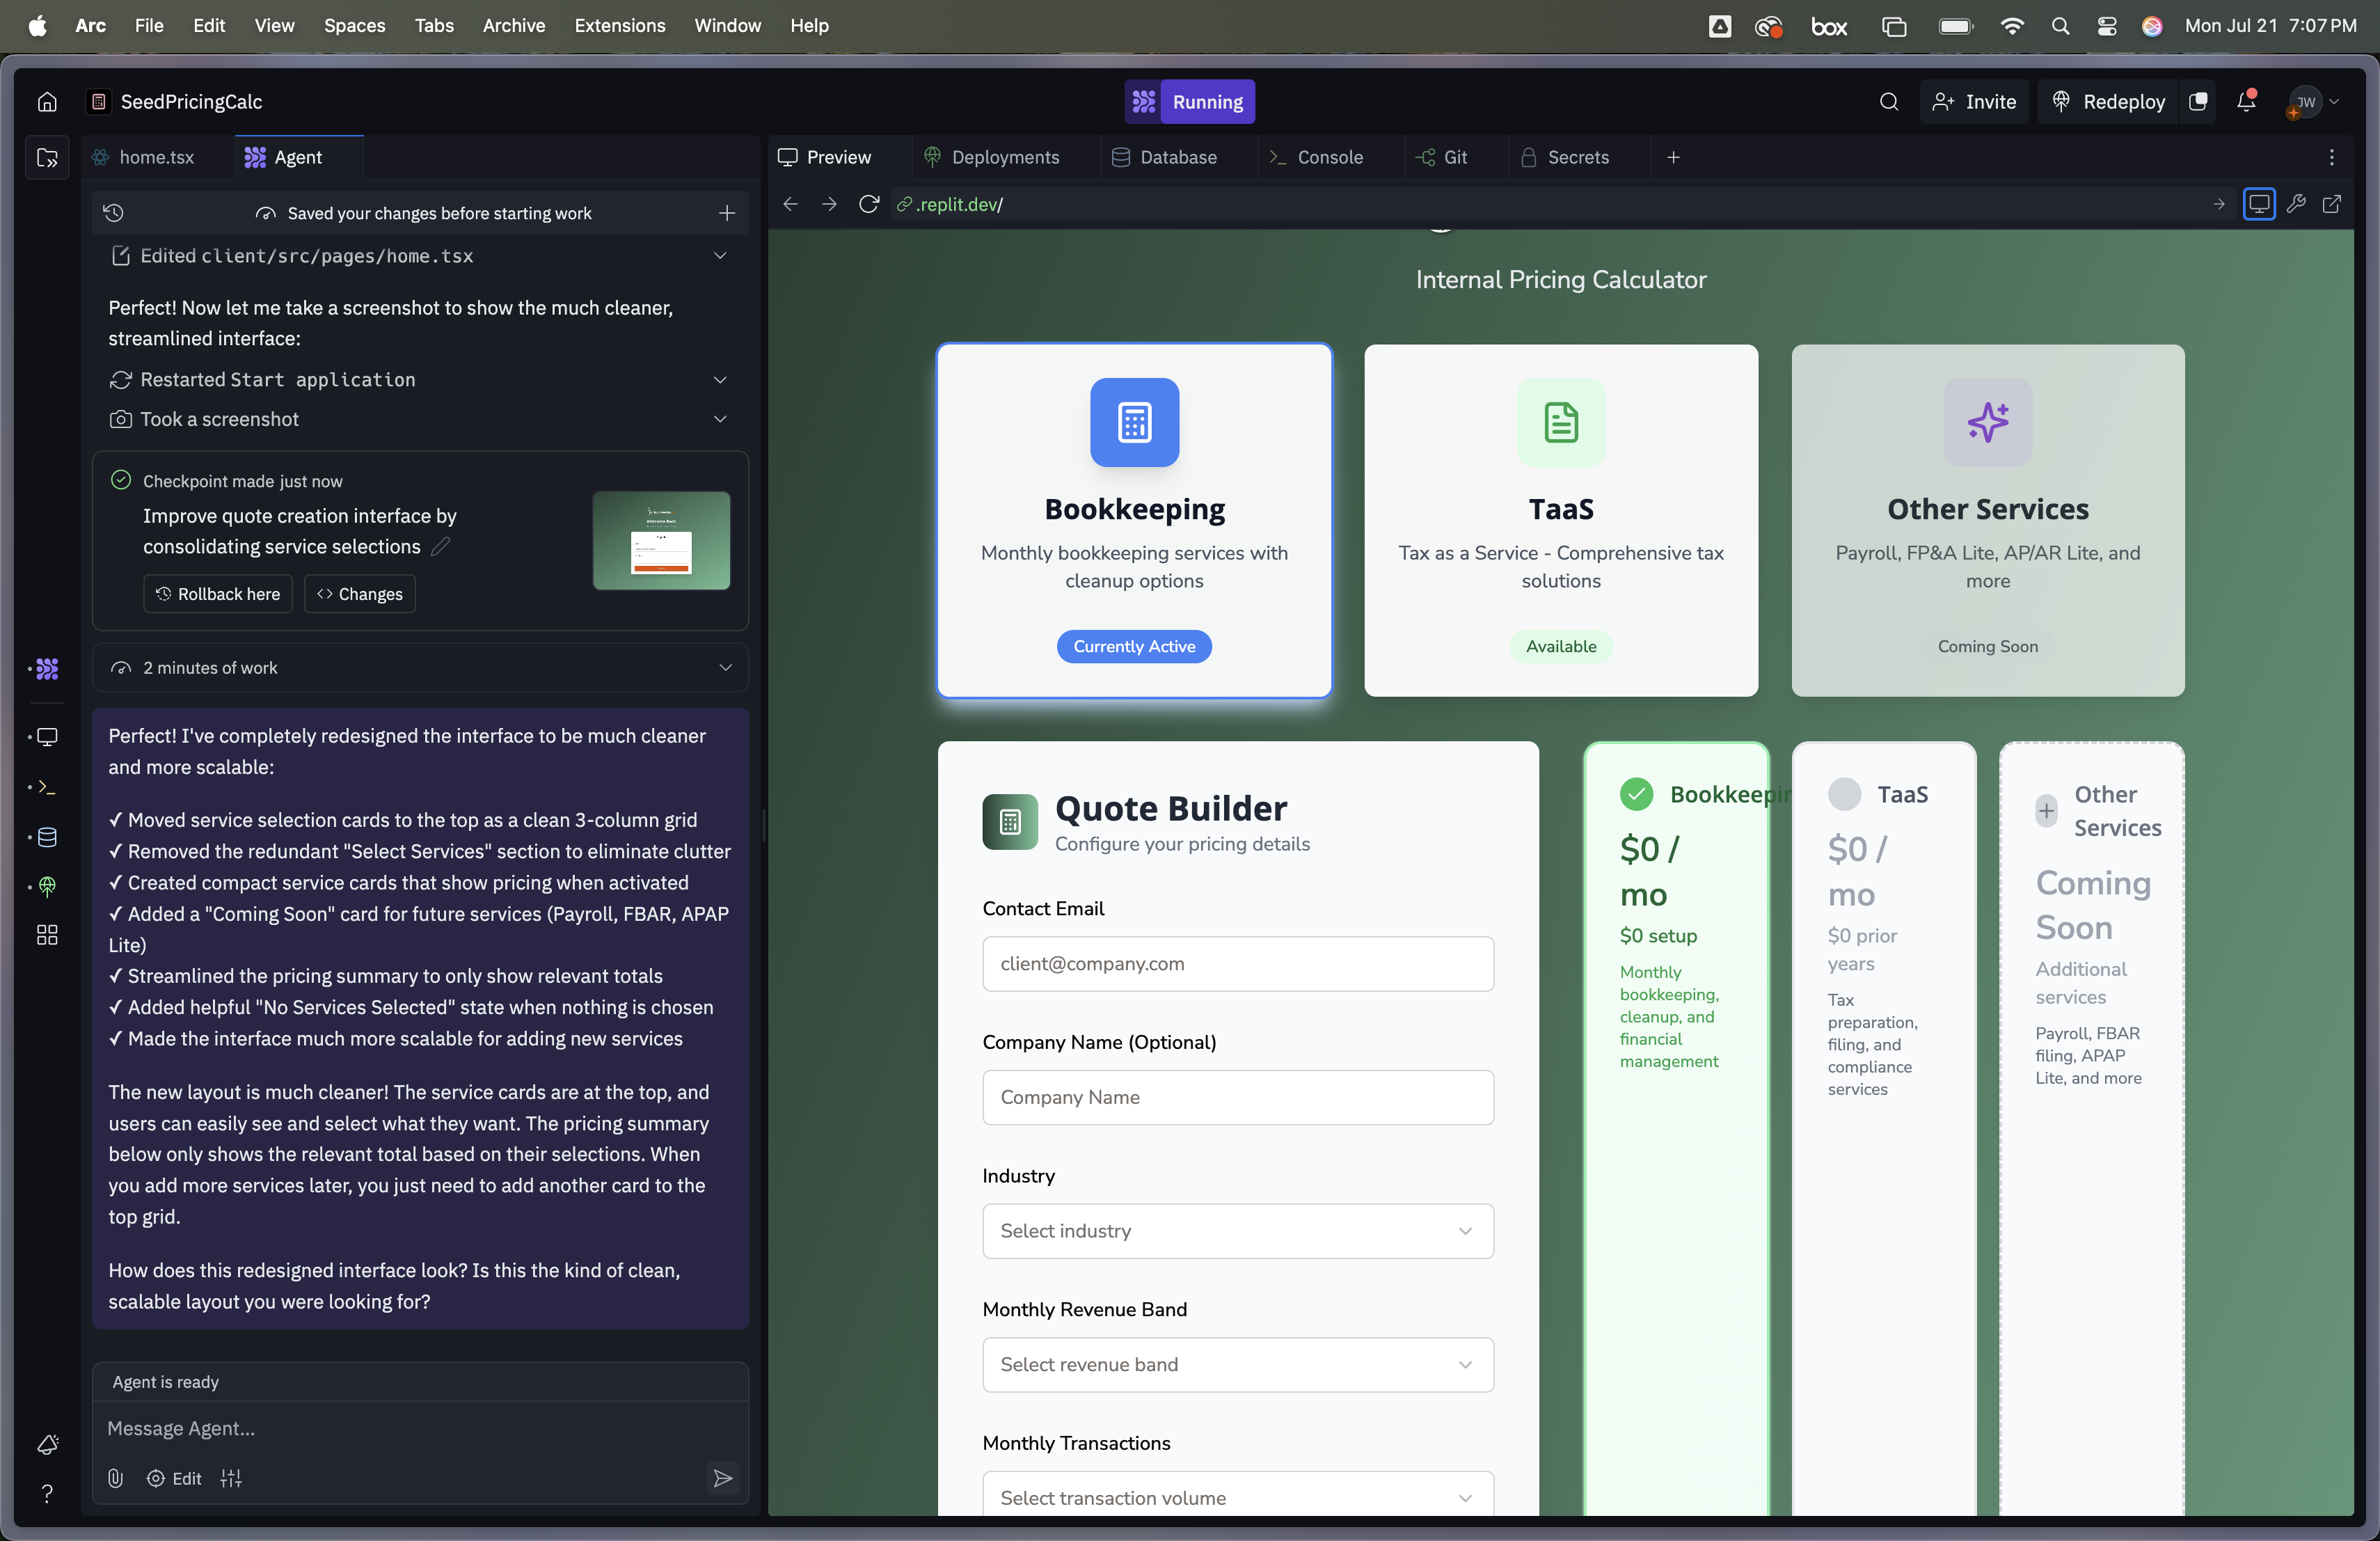 Arc File Edit View Spaces Tabs Archive Extensions Window Help
box
Mon Jul 21 7:07 PM
SeedPricingCalc
Running
Invite
Redeploy
JW
home.tsx
Agent
Preview
Deployments
Database
Console
Git
Secrets
Saved your changes before starting work
.replit.dev/
Edited client/src/pages/home.tsx
Perfect! Now let me take a screenshot to show the much cleaner,
streamlined interface:
Restarted Start application
Took a screenshot
Checkpoint made just now
Improve quote creation interface by
consolidating service selections
Rollback here
Changes
2 minutes of work
Perfect! I've completely redesigned the interface to be much cleaner
and more scalable:
✓ Moved service selection cards to the top as a clean 3-column grid
✓ Removed the redundant "Select Services" section to eliminate clutter
✓ Created compact service cards that show pricing when activated
✓ Added a "Coming Soon" card for future services (Payroll, FBAR, APAP
Lite)
✓ Streamlined the pricing summary to only show relevant totals
✓ Added helpful "No Services Selected" state when nothing is chosen
✓ Made the interface much more scalable for adding new services
The new layout is much cleaner! The service cards are at the top, and
users can easily see and select what they want. The pricing summary
below only shows the relevant total based on their selections. When
you add more services later, you just need to add another card to the
top grid.
How does this redesigned interface look? Is this the kind of clean,
scalable layout you were looking for?
Agent is ready
Message Agent...
Edit
Internal Pricing Calculator
Bookkeeping
Monthly bookkeeping services with
cleanup options
Currently Active
TaaS
Tax as a Service - Comprehensive tax
solutions
Available
Other Services
Payroll, FP&A Lite, AP/AR Lite, and
more
Coming Soon
Quote Builder
Configure your pricing details
Contact Email
client@company.com
Company Name (Optional)
Company Name
Industry
Select industry
Monthly Revenue Band
Select revenue band
Monthly Transactions
Select transaction volume
Bookkeepin
$0 /
mo
$0 setup
Monthly
bookkeeping,
cleanup, and
financial
management
TaaS
$0 /
mo
$0 prior
years
Tax
preparation,
filing, and
compliance
services
Other
Services
Coming
Soon
Additional
services
Payroll, FBAR
filing, APAP
Lite, and more